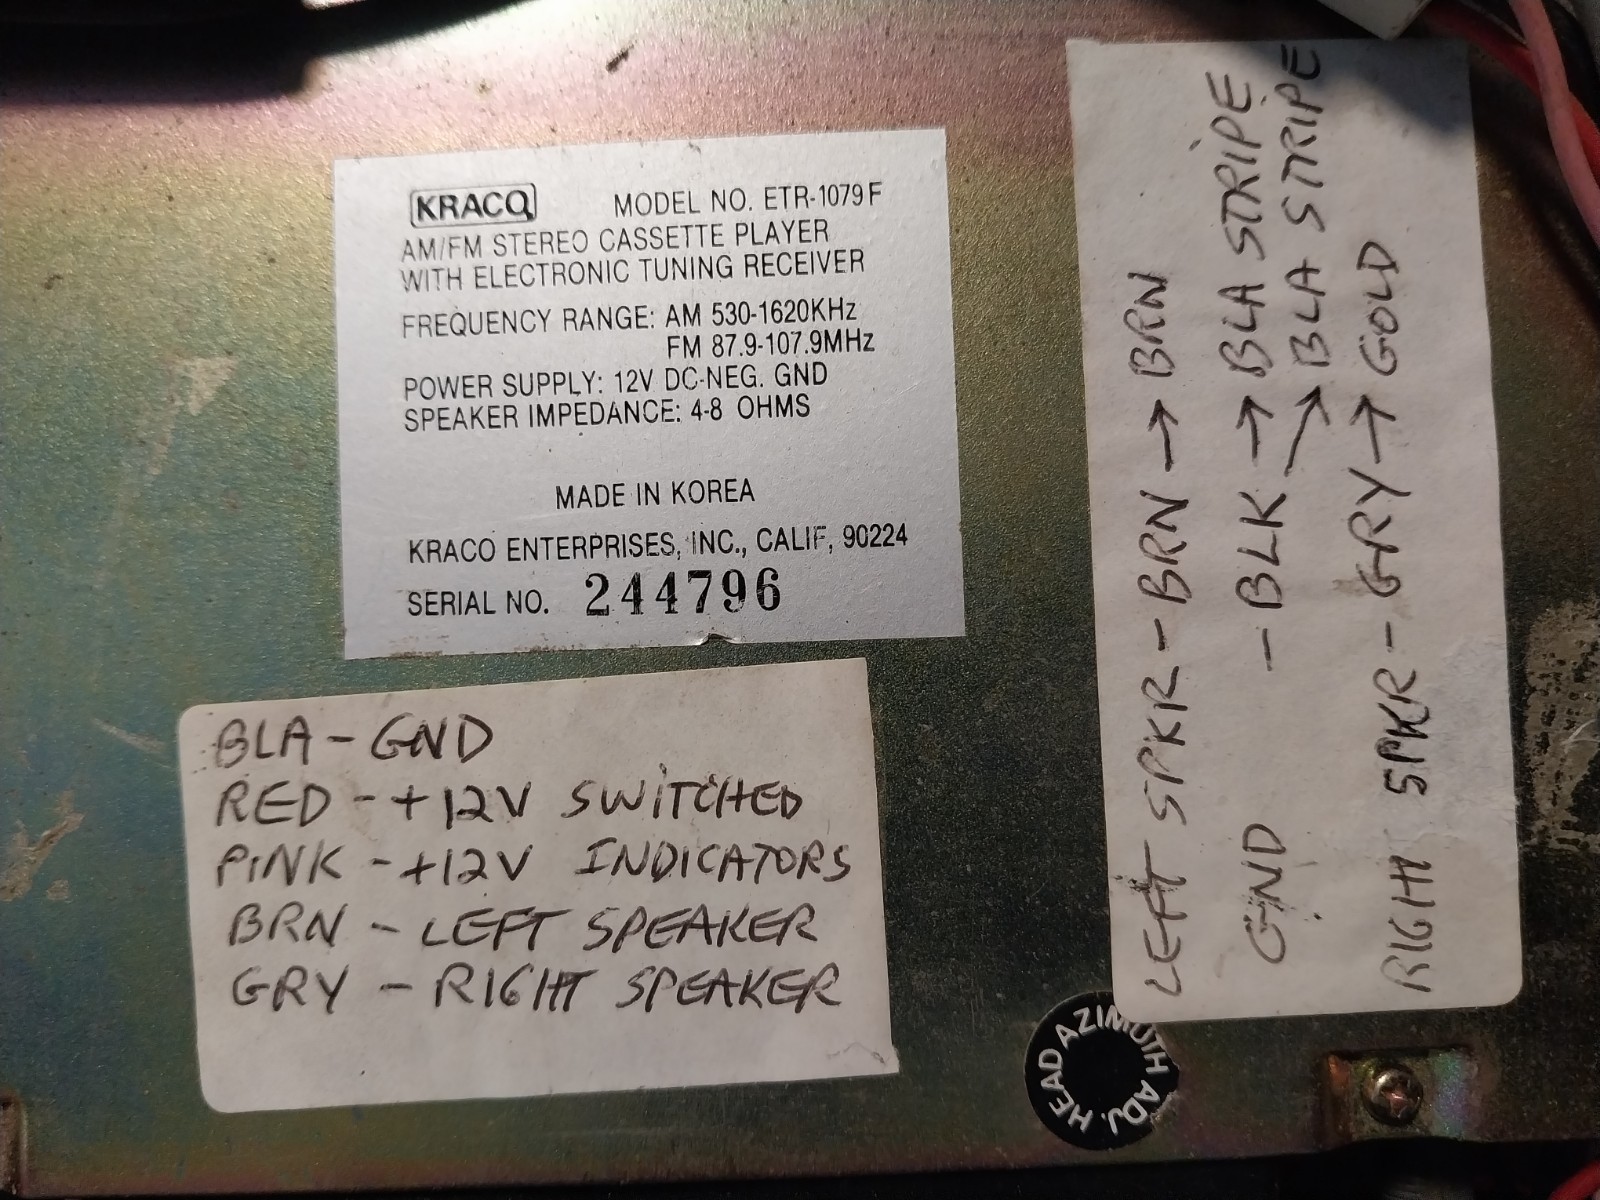 KRACO MODEL NO. ETR-1079F
AM/FM STEREO CASSETTE PLAYER
WITH ELECTRONIC TUNING RECEIVER
FREQUENCY RANGE: AM 530-1620KHz
FM 87.9-107.9MHz
POWER SUPPLY: 12V DC-NEG. GND
SPEAKER IMPEDANCE: 4-8 OHMS
MADE IN KOREA
KRACO ENTERPRISES, INC., CALIF, 90224
SERIAL NO. 244796
BLA - GND
RED - +12V SWITCHED
PINK - +12V INDICATORS
BRN - LEFT SPEAKER
GRY - RIGHT SPEAKER
LEFT SPKR - BRN → BRN
GND - BLK → BLA STRIPE
→ BLA STRIPE
RIGHT SPKR - GRY → GOLD
HEAD AZIMUTH ADJ.